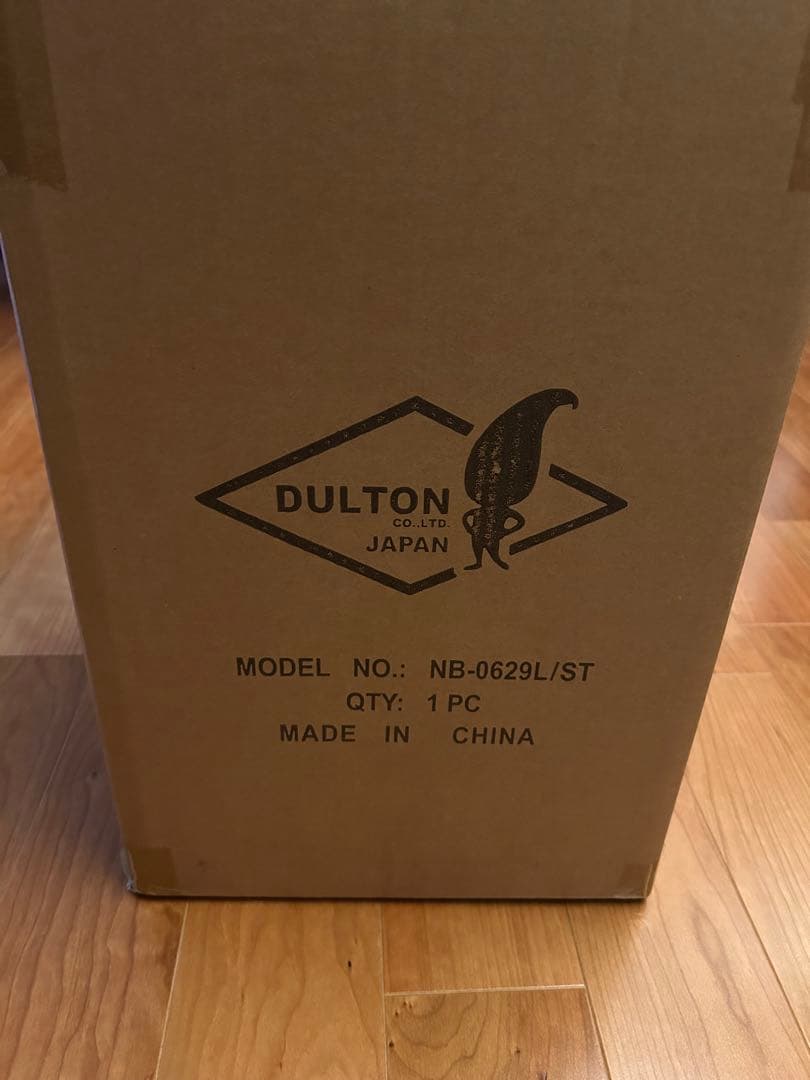 DULTON
CO.,LTD.
JAPAN
MODEL NO.: NB-0629L/ST
QTY: 1 PC
MADE IN CHINA